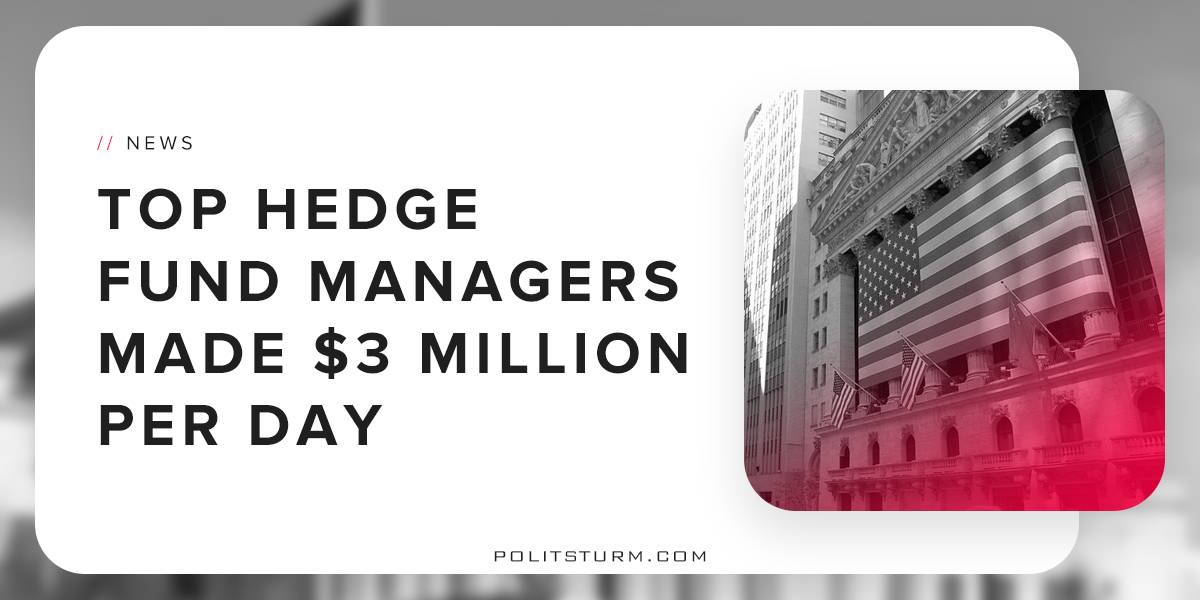 // NEWS
TOP HEDGE
FUND MANAGERS
MADE $3 MILLION
PER DAY
POLITSTURM.COM